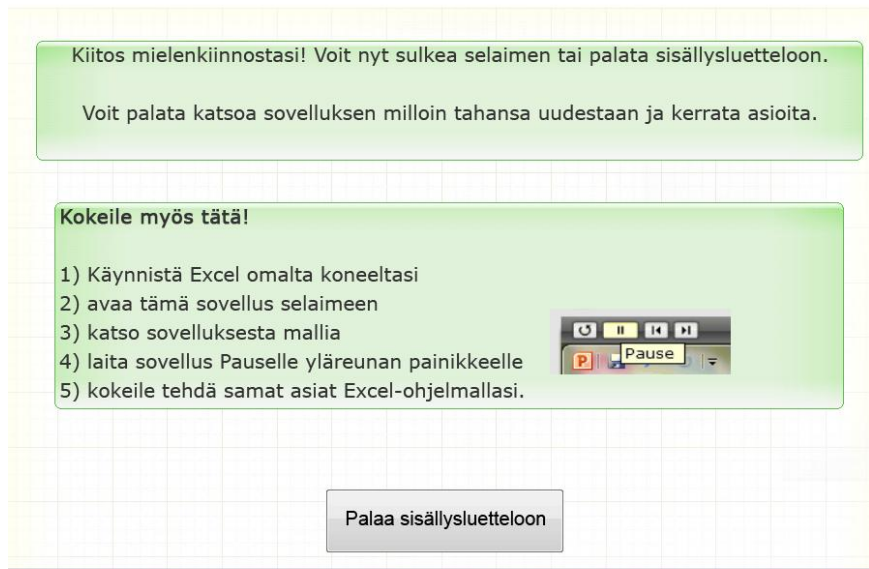 Kiitos mielenkiinnostasi! Voit nyt sulkea selaimen tai palata sisällysluetteloon.
Voit palata katsoa sovelluksen milloin tahansa uudestaan ja kerrata asioita.
Kokeile myös tätä!
1) Käynnistä Excel omalta koneeltasi
2) avaa tämä sovellus selaimeen
3) katso sovelluksesta mallia
4) laita sovellus Pauselle yläreunan painikkeelle
5) kokeile tehdä samat asiat Excel-ohjelmallasi.
Pause
P
Palaa sisällysluetteloon